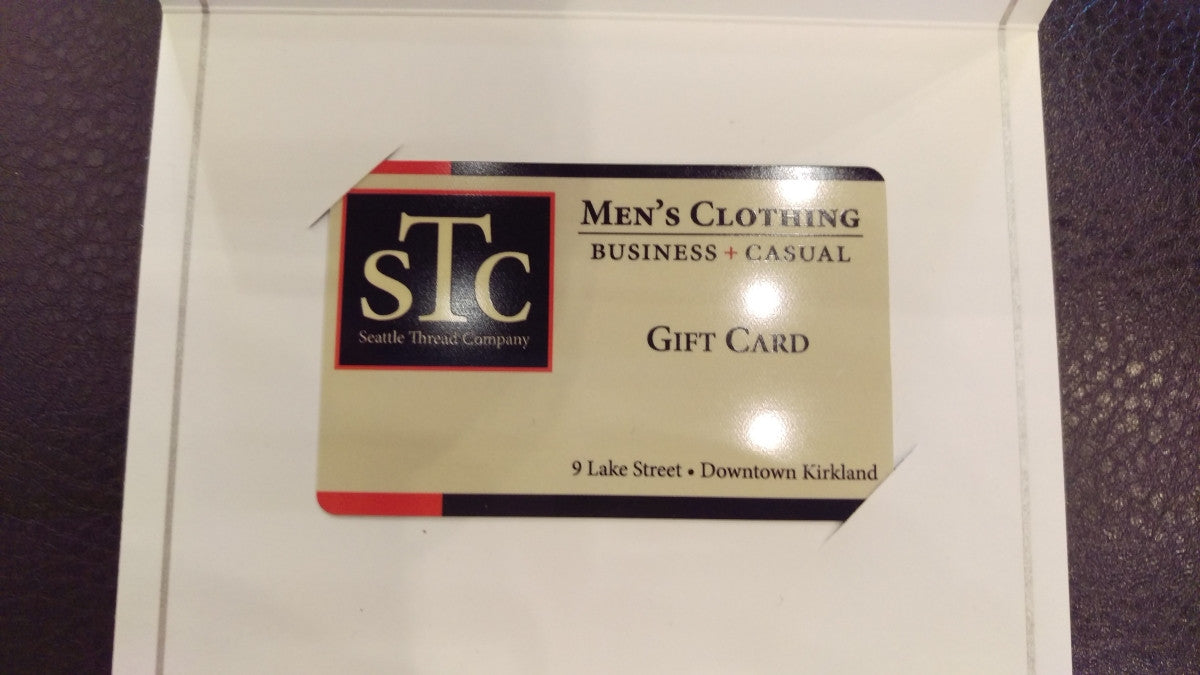 STC
Seattle Thread Company
MEN'S CLOTHING
BUSINESS + CASUAL
GIFT CARD
9 Lake Street • Downtown Kirkland